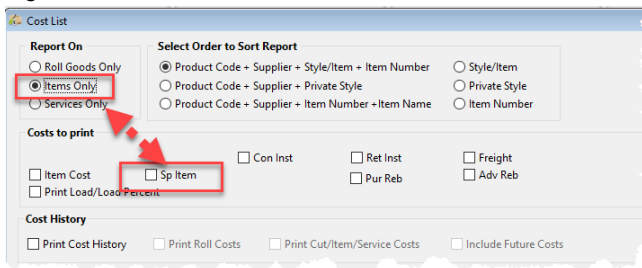 Cost List
Report On
Select Order to Sort Report
Roll Goods Only
Product Code + Supplier + Style/Item + Item Number
Style/Item
Items Only
Product Code + Supplier + Private Style
Private Style
Services Only
Product Code + Supplier + Item Number +Item Name
Item Number
Costs to print
Con Inst
Ret Inst
Freight
Item Cost
Sp Item
Pur Reb
Adv Reb
Print Load/Load Percent
Cost History
Print Cost History
Print Roll Costs
Print Cut/Item/Service Costs
Include Future Costs